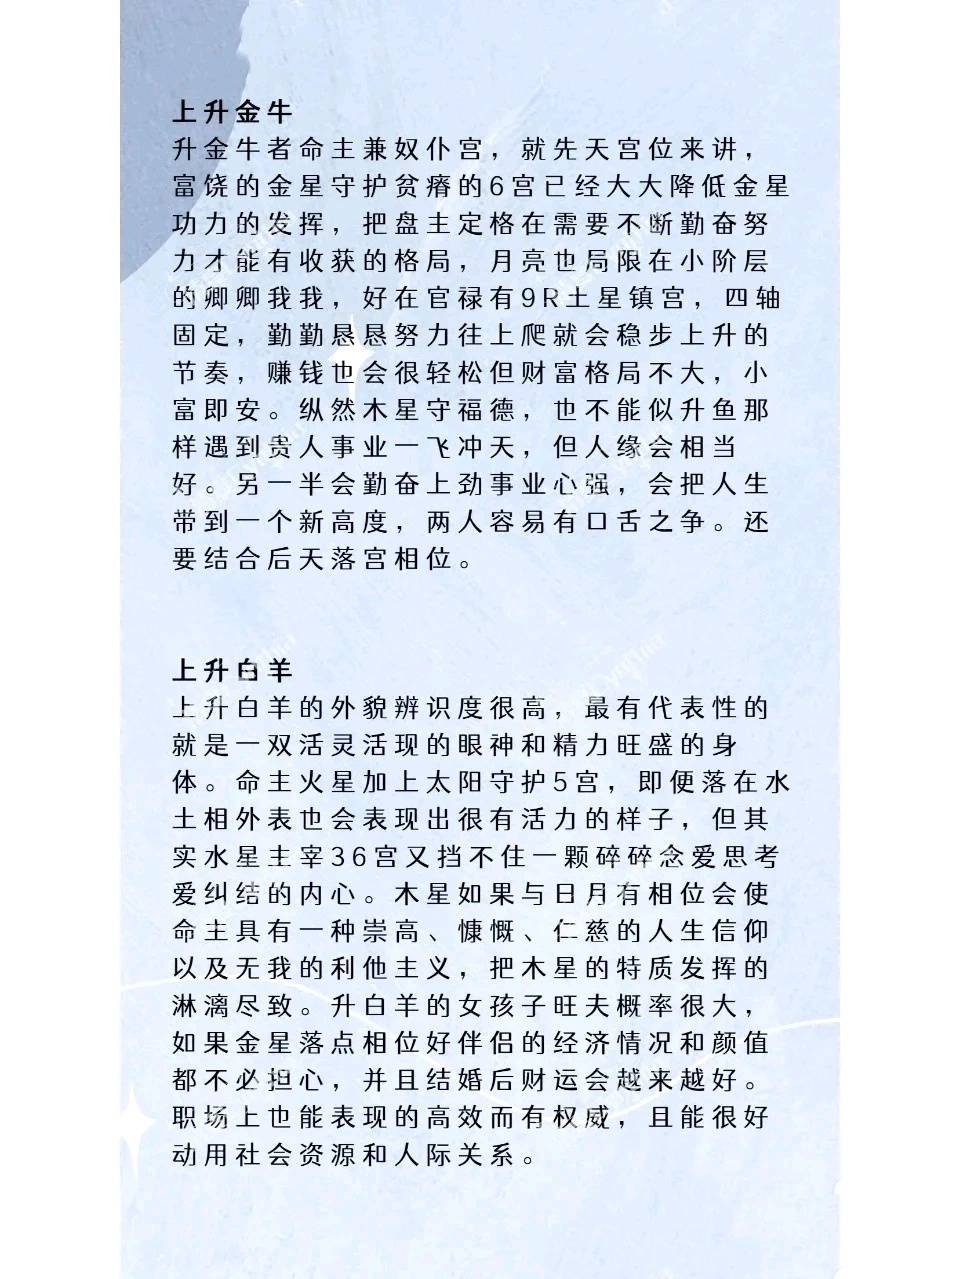 上升金牛
升金牛者命主兼奴仆宫，就先天宫位来讲，
富饶的金星守护贫瘠的6宫已经大大降低金星
功力的发挥，把盘主定格在需要不断勤奋努
力才能有收获的格局，月亮也局限在小阶层
的卿卿我我，好在官禄有9R土星镇宫，四轴
固定，勤勤恳恳努力往上爬就会稳步上升的
节奏，赚钱也会很轻松但财富格局不大，小
富即安。纵然木星守福德，也不能似升鱼那
样遇到贵人事业一飞冲天，但人缘会相当
好。另一半会勤奋上劲事业心强，会把人生
带到一个新高度，两人容易有口舌之争。还
要结合后天落宫相位。
上升白羊
上升白羊的外貌辨识度很高，最有代表性的
就是一双活灵活现的眼神和精力旺盛的身
体。命主火星加上太阳守护5宫，即便落在水
土相外表也会表现出很有活力的样子，但其
实水星主宰36宫又挡不住一颗碎碎念爱思考
爱纠结的内心。木星如果与日月有相位会使
命主具有一种崇高、慷慨、仁慈的人生信仰
以及无我的利他主义，把木星的特质发挥的
淋漓尽致。升白羊的女孩子旺夫概率很大，
如果金星落点相位好伴侣的经济情况和颜值
都不必担心，并且结婚后财运会越来越好。
职场上也能表现的高效而有权威，且能很好
动用社会资源和人际关系。